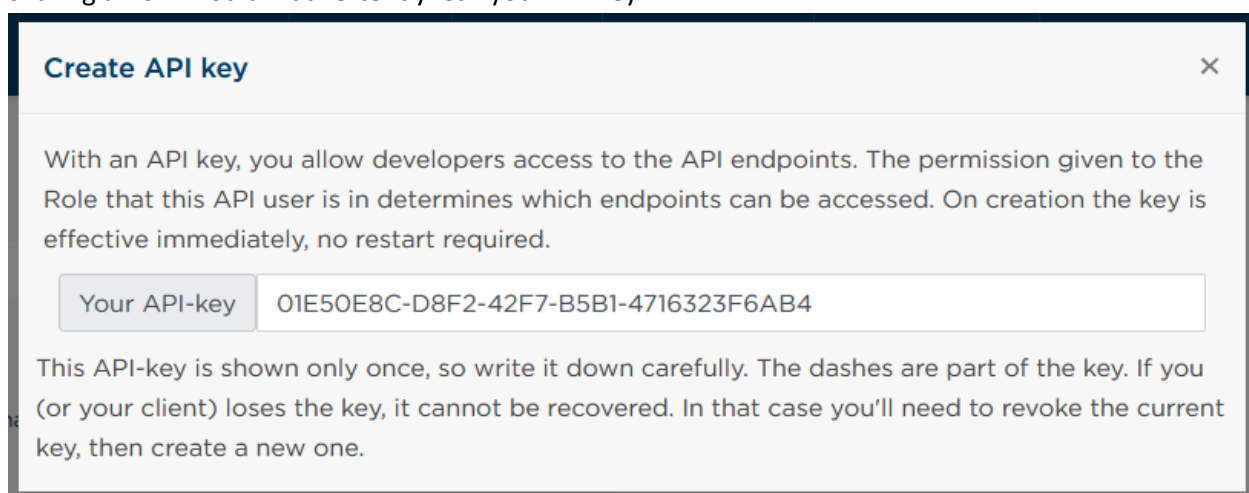 Create API key
×
With an API key, you allow developers access to the API endpoints. The permission given to the
Role that this API user is in determines which endpoints can be accessed. On creation the key is
effective immediately, no restart required.
Your API-key 01E50E8C-D8F2-42F7-B5B1-4716323F6AB4
This API-key is shown only once, so write it down carefully. The dashes are part of the key. If you
(or your client) loses the key, it cannot be recovered. In that case you'll need to revoke the current
key, then create a new one.